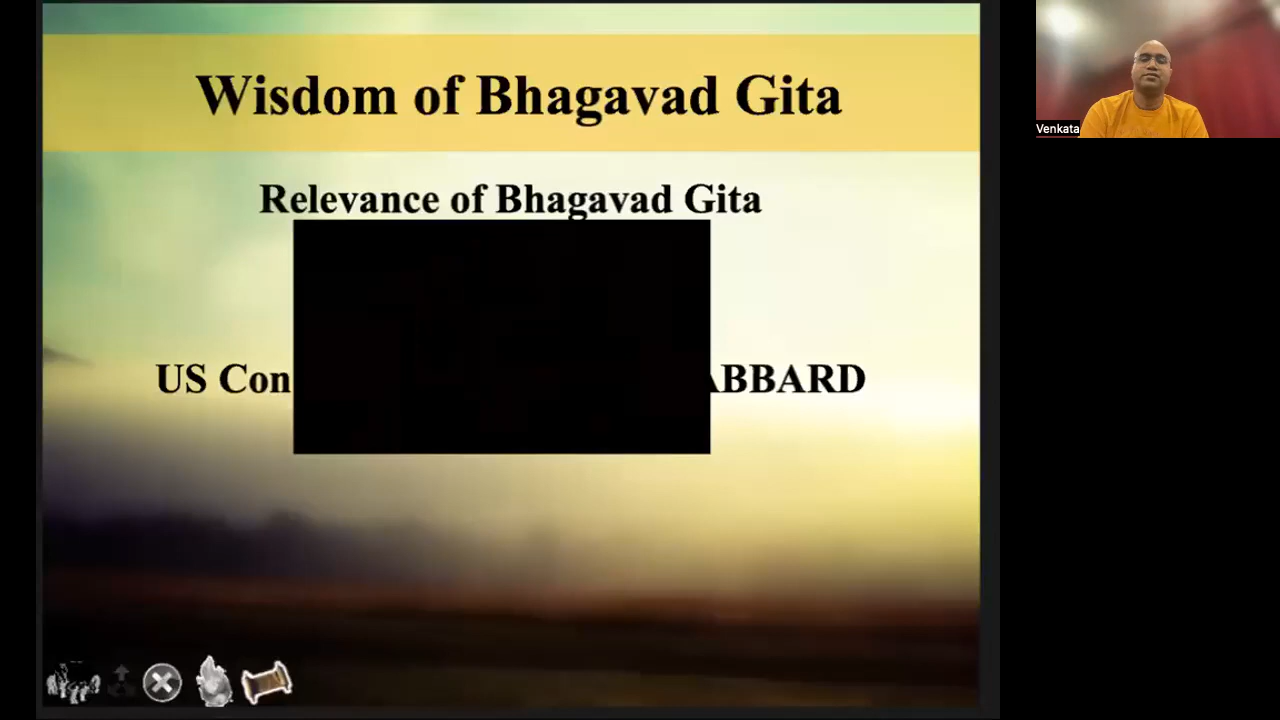 Wisdom of Bhagavad Gita
Relevance of Bhagavad Gita
US Con ABBARD
Venkata